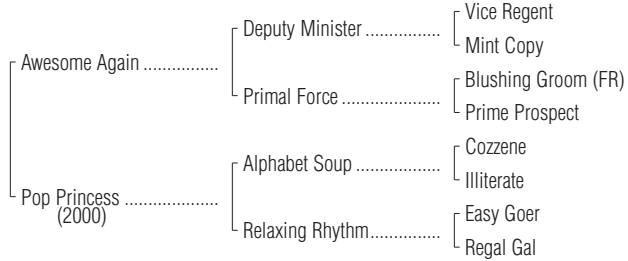 Vice Regent
Deputy Minister ..................
Mint Copy
Awesome Again ...............
Blushing Groom (FR)
Primal Force ....................
Prime Prospect
Cozzene
Alphabet Soup .................
Illiterate
Pop Princess ...................
(2000)
Easy Goer
Relaxing Rhythm..............
Regal Gal